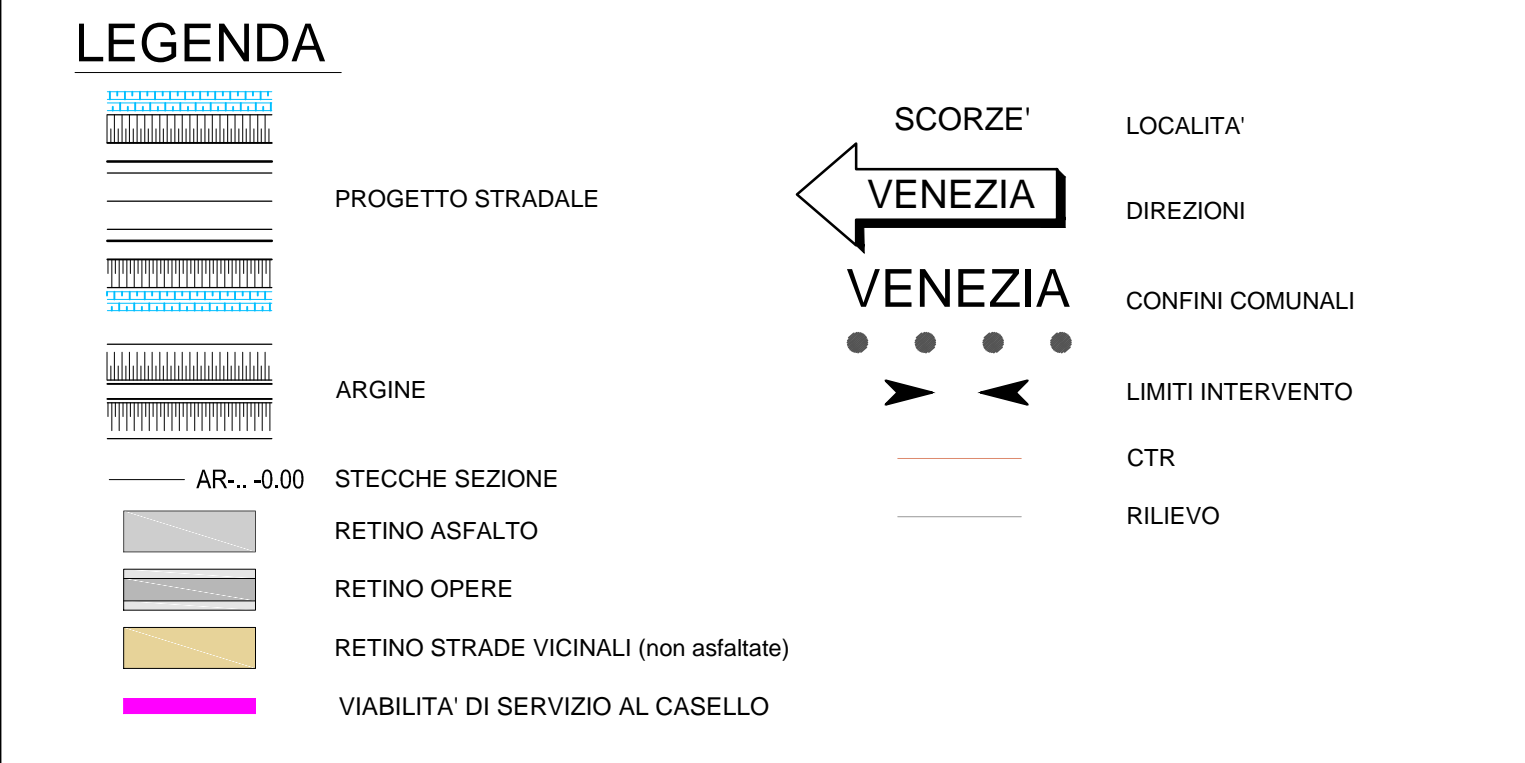 LEGENDA
PROGETTO STRADALE
ARGINE
AR-.. -0.00 STECCHE SEZIONE
RETINO ASFALTO
RETINO OPERE
RETINO STRADE VICINALI (non asfaltate)
VIABILITA' DI SERVIZIO AL CASELLO
SCORZE' LOCALITA'
VENEZIA DIREZIONI
VENEZIA CONFINI COMUNALI
LIMITI INTERVENTO
CTR
RILIEVO